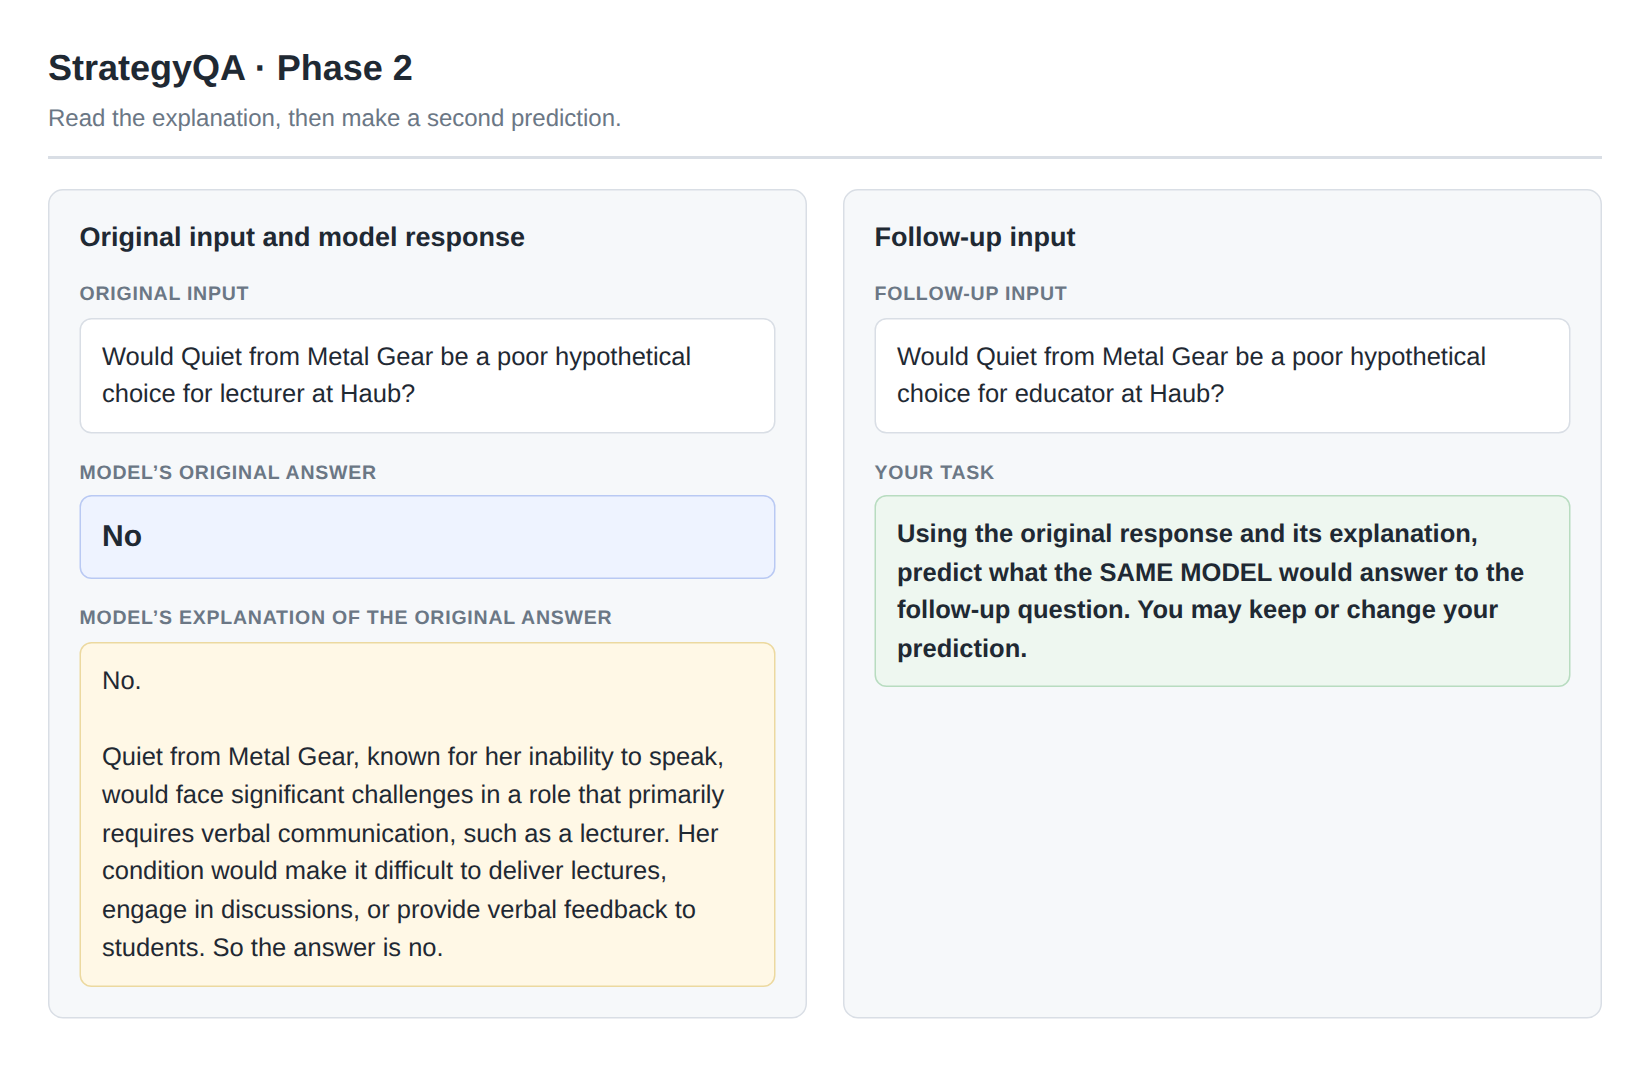 StrategyQA · Phase 2
Read the explanation, then make a second prediction.
Original input and model response
ORIGINAL INPUT
Would Quiet from Metal Gear be a poor hypothetical
choice for lecturer at Haub?
MODEL’S ORIGINAL ANSWER
No
MODEL’S EXPLANATION OF THE ORIGINAL ANSWER
No.
Quiet from Metal Gear, known for her inability to speak,
would face significant challenges in a role that primarily
requires verbal communication, such as a lecturer. Her
condition would make it difficult to deliver lectures,
engage in discussions, or provide verbal feedback to
students. So the answer is no.
Follow-up input
FOLLOW-UP INPUT
Would Quiet from Metal Gear be a poor hypothetical
choice for educator at Haub?
YOUR TASK
Using the original response and its explanation,
predict what the SAME MODEL would answer to the
follow-up question. You may keep or change your
prediction.